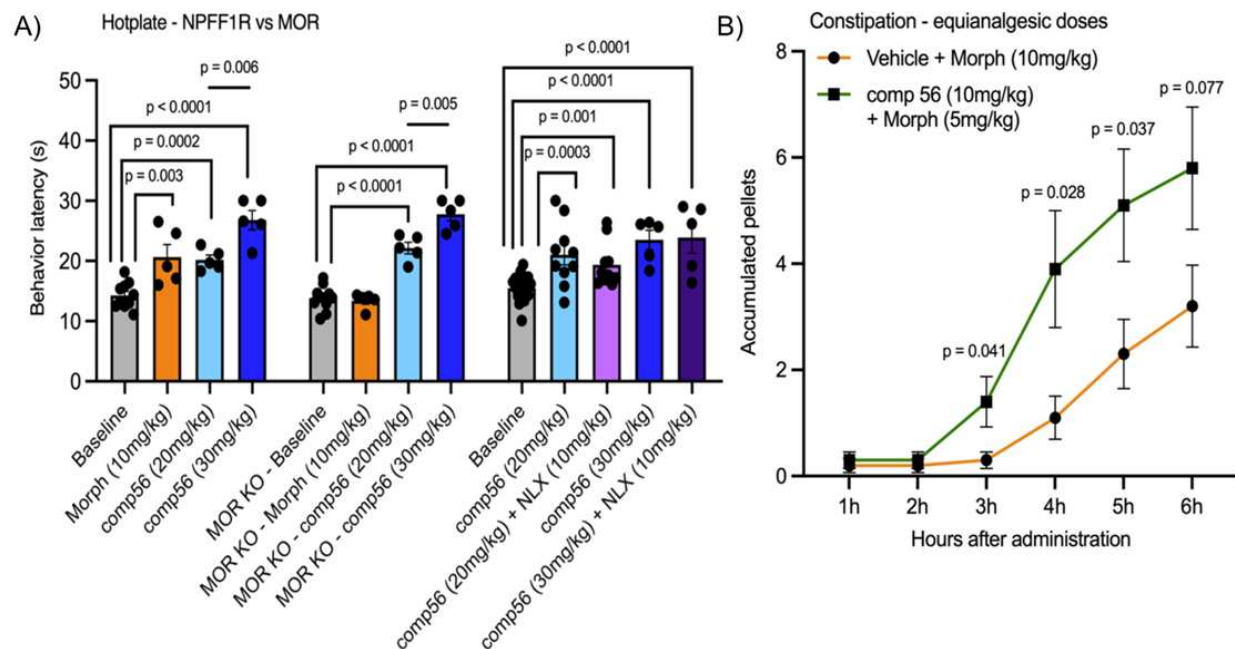 A)
Hotplate - NPFF1R vs MOR
Behavior latency (s)
50
40
30
20
10
0
p = 0.006
p < 0.0001
p = 0.0002
p = 0.003
p = 0.005
p < 0.0001
p < 0.0001
p < 0.0001
p < 0.0001
p = 0.001
p = 0.0003
Baseline
Morph (10mg/kg)
comp56 (20mg/kg)
comp56 (30mg/kg)
MOR KO - Baseline
MOR KO - Morph (10mg/kg)
MOR KO - comp56 (20mg/kg)
MOR KO - comp56 (30mg/kg)
Baseline
comp56 (20mg/kg)
comp56 (20mg/kg) + NLX (10mg/kg)
comp56 (30mg/kg)
comp56 (30mg/kg) + NLX (10mg/kg)
B)
Constipation - equianalgesic doses
Vehicle + Morph (10mg/kg)
comp 56 (10mg/kg)
+ Morph (5mg/kg)
Accumulated pellets
8
6
4
2
0
p = 0.041
p = 0.028
p = 0.037
p = 0.077
1h
2h
3h
4h
5h
6h
Hours after administration